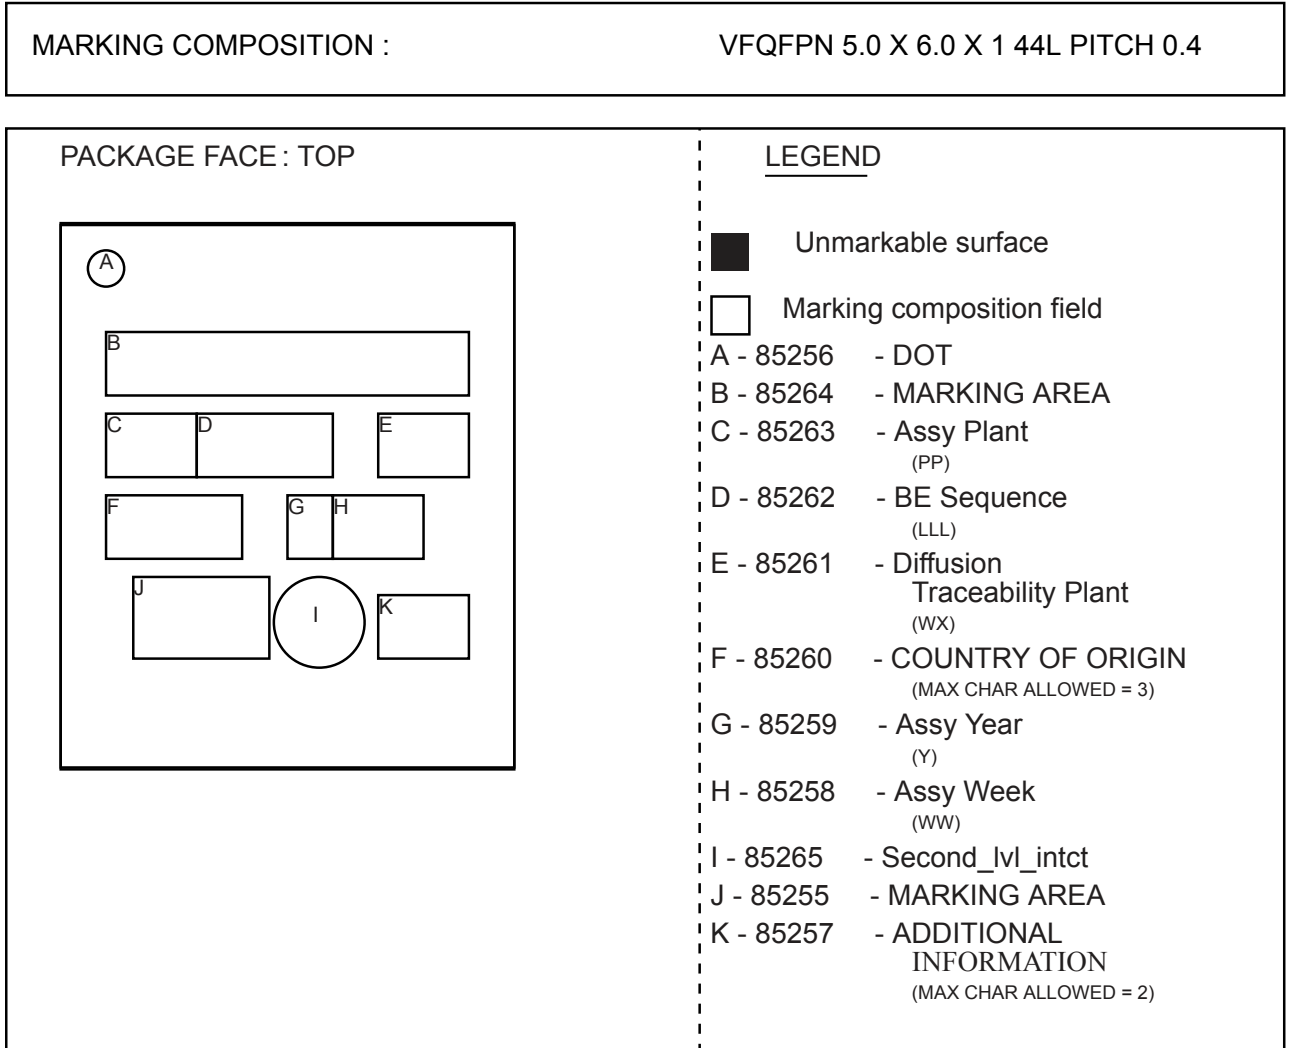 MARKING COMPOSITION : VFQFPN 5.0 X 6.0 X 1 44L PITCH 0.4
PACKAGE FACE : TOP
A
B
C D E
F G H
J I K
LEGEND
Unmarkable surface
Marking composition field
A - 85256 - DOT
B - 85264 - MARKING AREA
C - 85263 - Assy Plant
(PP)
D - 85262 - BE Sequence
(LLL)
E - 85261 - Diffusion
Traceability Plant
(WX)
F - 85260 - COUNTRY OF ORIGIN
(MAX CHAR ALLOWED = 3)
G - 85259 - Assy Year
(Y)
H - 85258 - Assy Week
(WW)
I - 85265 - Second_lvl_intct
J - 85255 - MARKING AREA
K - 85257 - ADDITIONAL
INFORMATION
(MAX CHAR ALLOWED = 2)